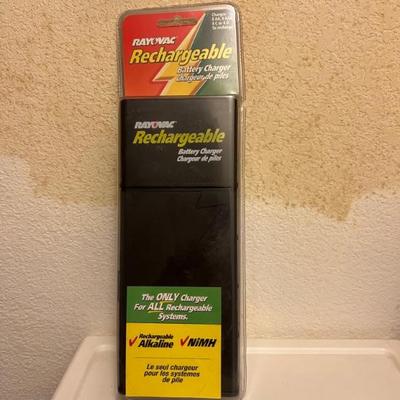 RAYOVAC
Rechargeable
Battery Charger
Chargeur de piles
RAYOVAC
Rechargeable
Battery Charger
Chargeur de piles
The ONLY Charger
For ALL Rechargeable
Systems.
Rechargeable
Alkaline
NiMH
Le seul chargeur
pour les systèmes
de pile